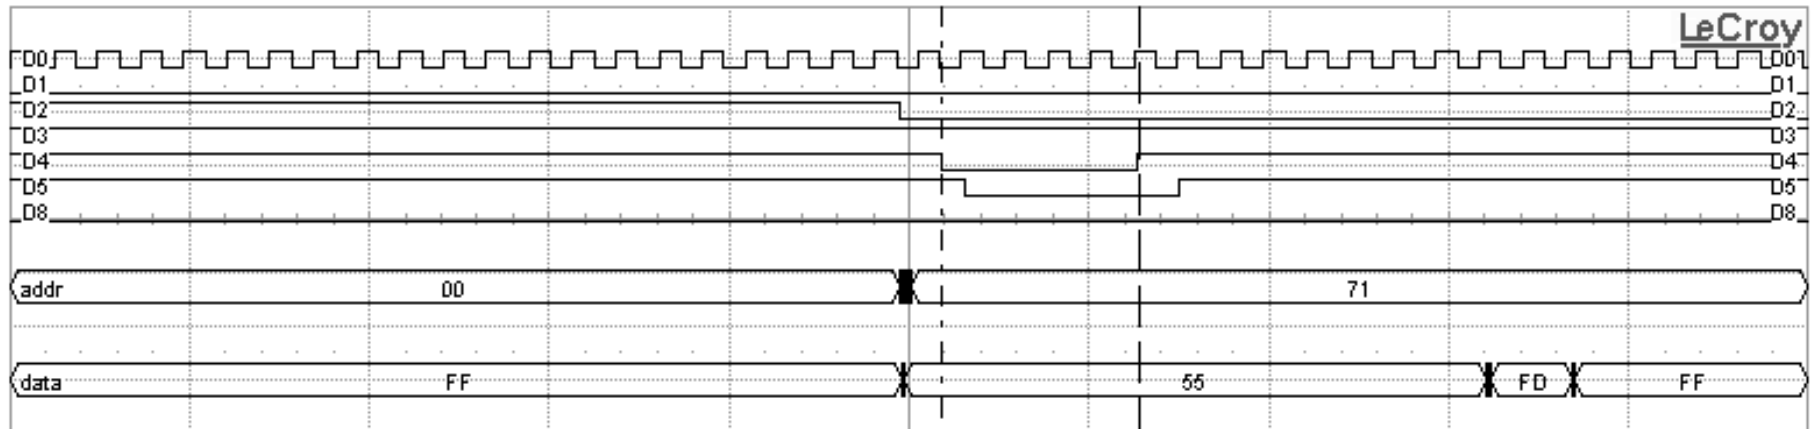 LeCroy
D0 D0
D1 D1
D2 D2
D3 D3
D4 D4
D5 D5
D8 D8
addr 00 71
data FF 55 FD FF